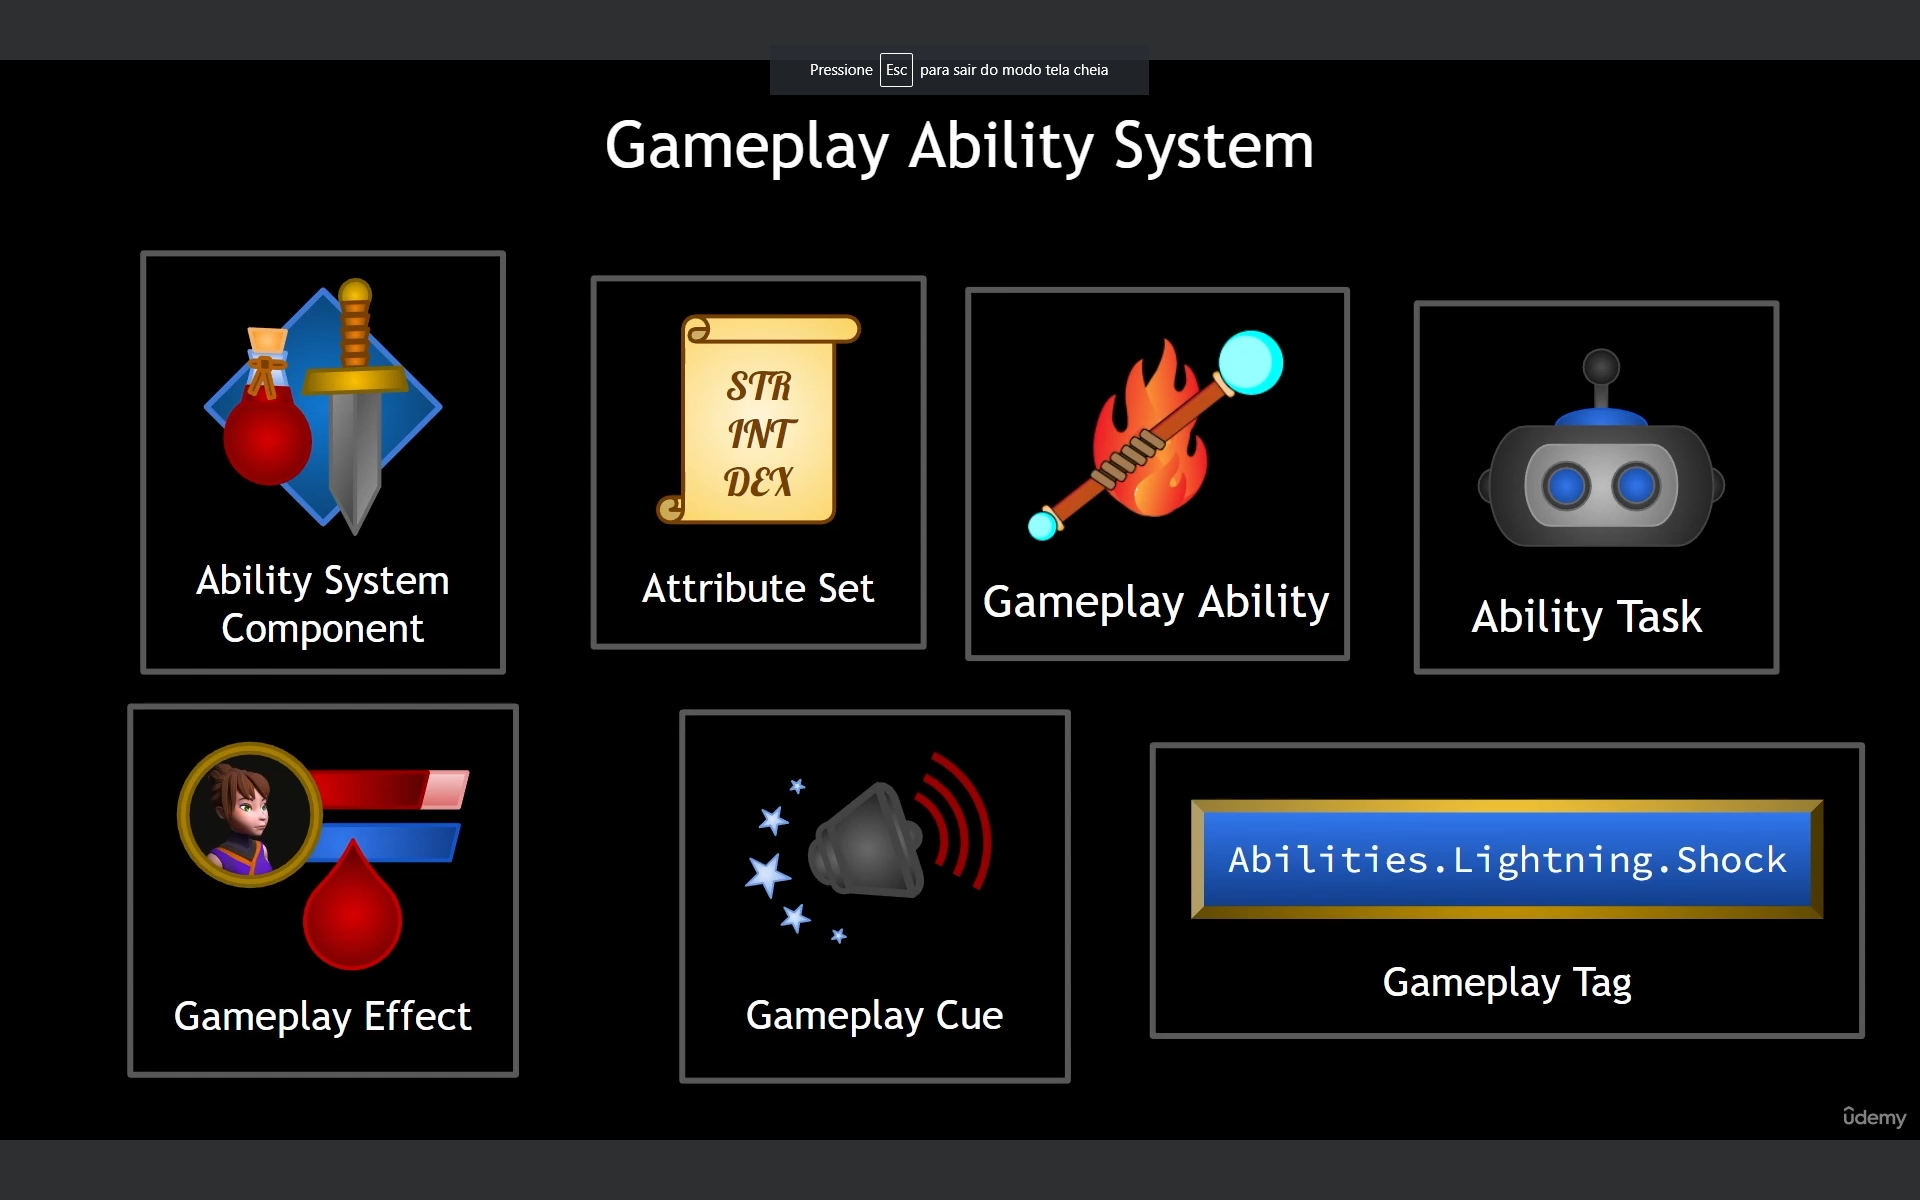 Pressione Esc para sair do modo tela cheia
Gameplay Ability System
STR
INT
DEX
Ability System
Component
Attribute Set
Gameplay Ability
Ability Task
Gameplay Effect
Gameplay Cue
Abilities.Lightning.Shock
Gameplay Tag
ûdemy